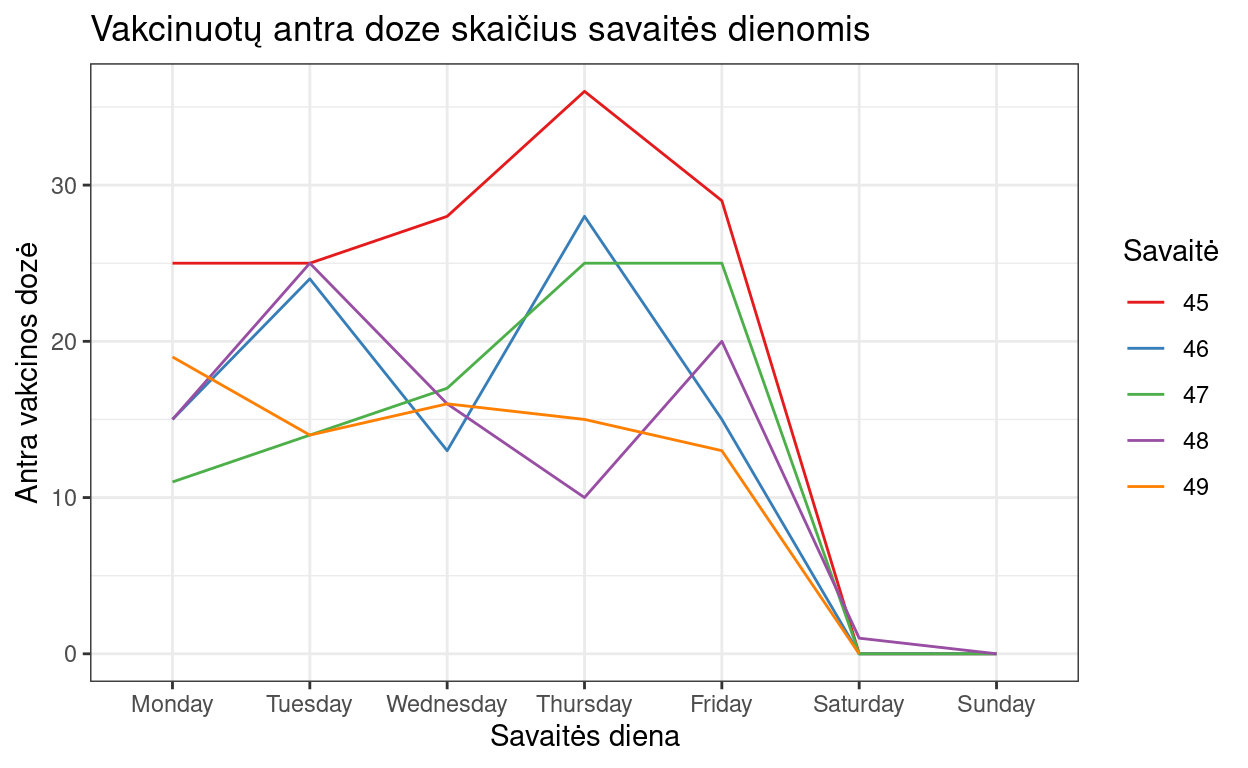 Vakcinuotų antra doze skaičius savaitės dienomis
Antra vakcinos dozė
30
20
10
0
Monday
Tuesday
Wednesday
Thursday
Friday
Saturday
Sunday
Savaitės diena
Savaitė
45
46
47
48
49